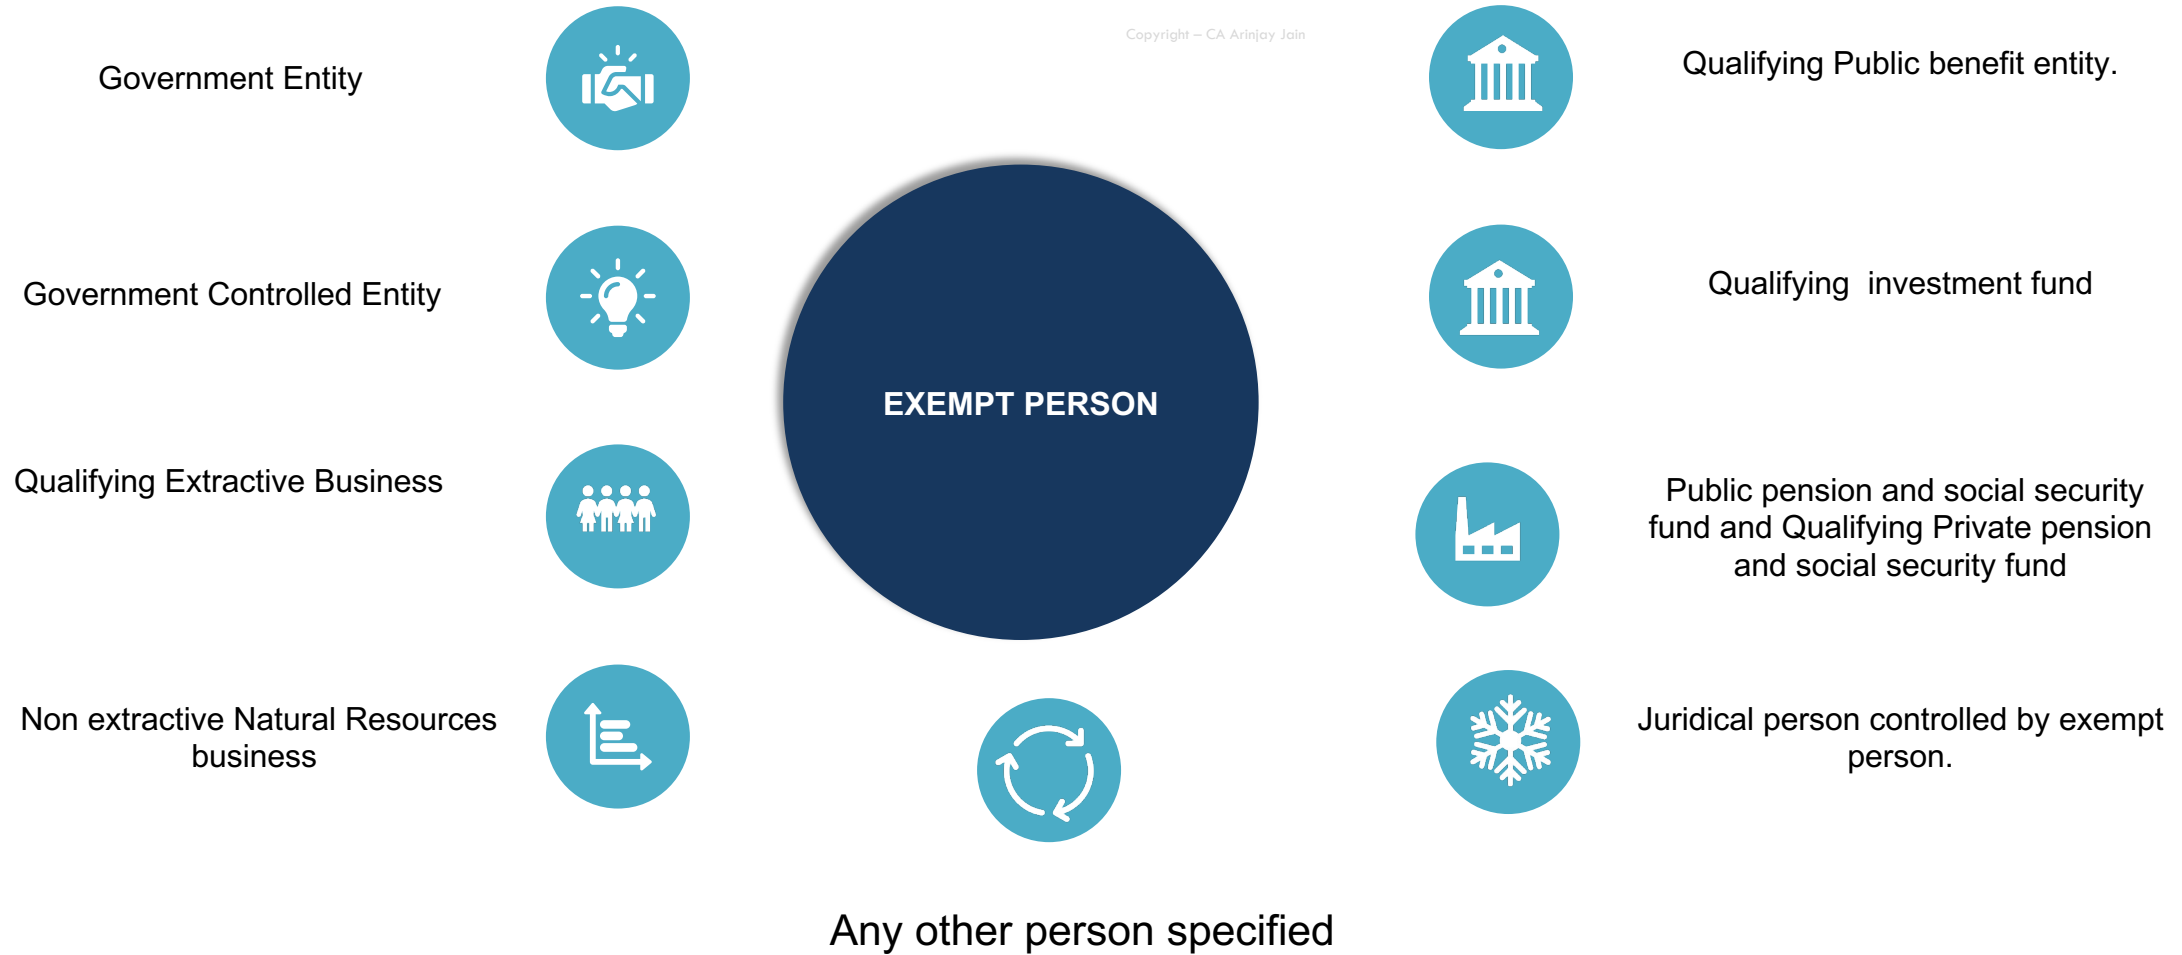 Copyright – CA Arinjay Jain
Government Entity
Government Controlled Entity
Qualifying Extractive Business
Non extractive Natural Resources
business
EXEMPT PERSON
Qualifying Public benefit entity.
Qualifying  investment fund
Public pension and social security
fund and Qualifying Private pension
and social security fund
Juridical person controlled by exempt
person.
Any other person specified